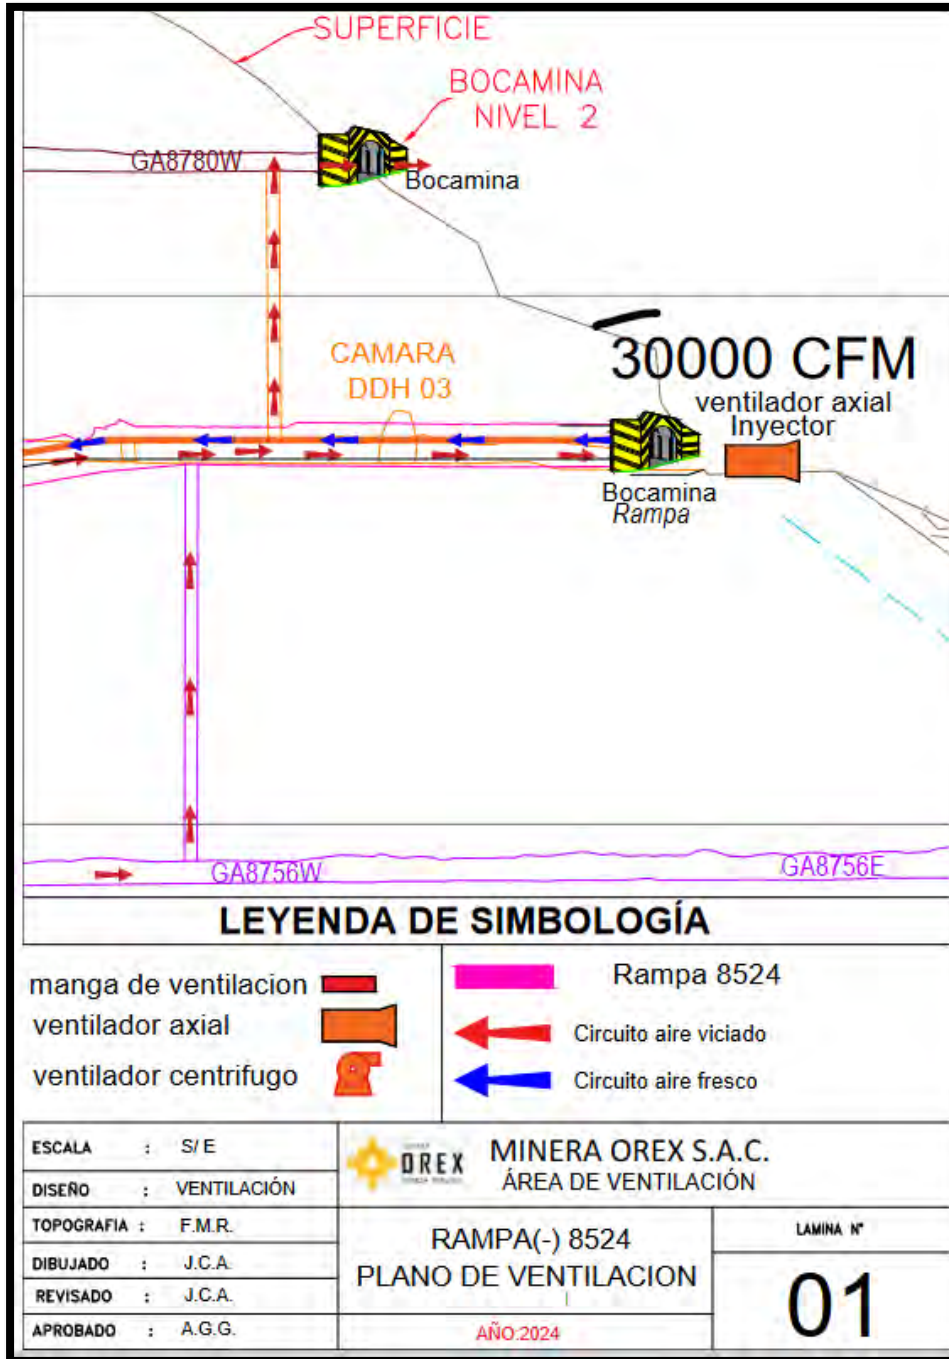 SUPERFICIE
BOCAMINA
NIVEL 2
GA8780W
Bocamina
30000 CFM
CAMARA
DDH 03
ventilador axial
Inyector
Bocamina
Rampa
GA8756W
GA8756E
LEYENDA DE SIMBOLOGÍA
manga de ventilacion
ventilador axial
ventilador centrifugo
Rampa 8524
Circuito aire viciado
Circuito aire fresco
ESCALA : S/ E
DISEÑO : VENTILACIÓN
TOPOGRAFIA : F.M.R.
DIBUJADO : J.C.A.
REVISADO : J.C.A.
APROBADO : A.G.G.
OREX
MINERA OREX S.A.C.
ÁREA DE VENTILACIÓN
RAMPA(-) 8524
PLANO DE VENTILACION
AÑO:2024
LAMINA N°
01